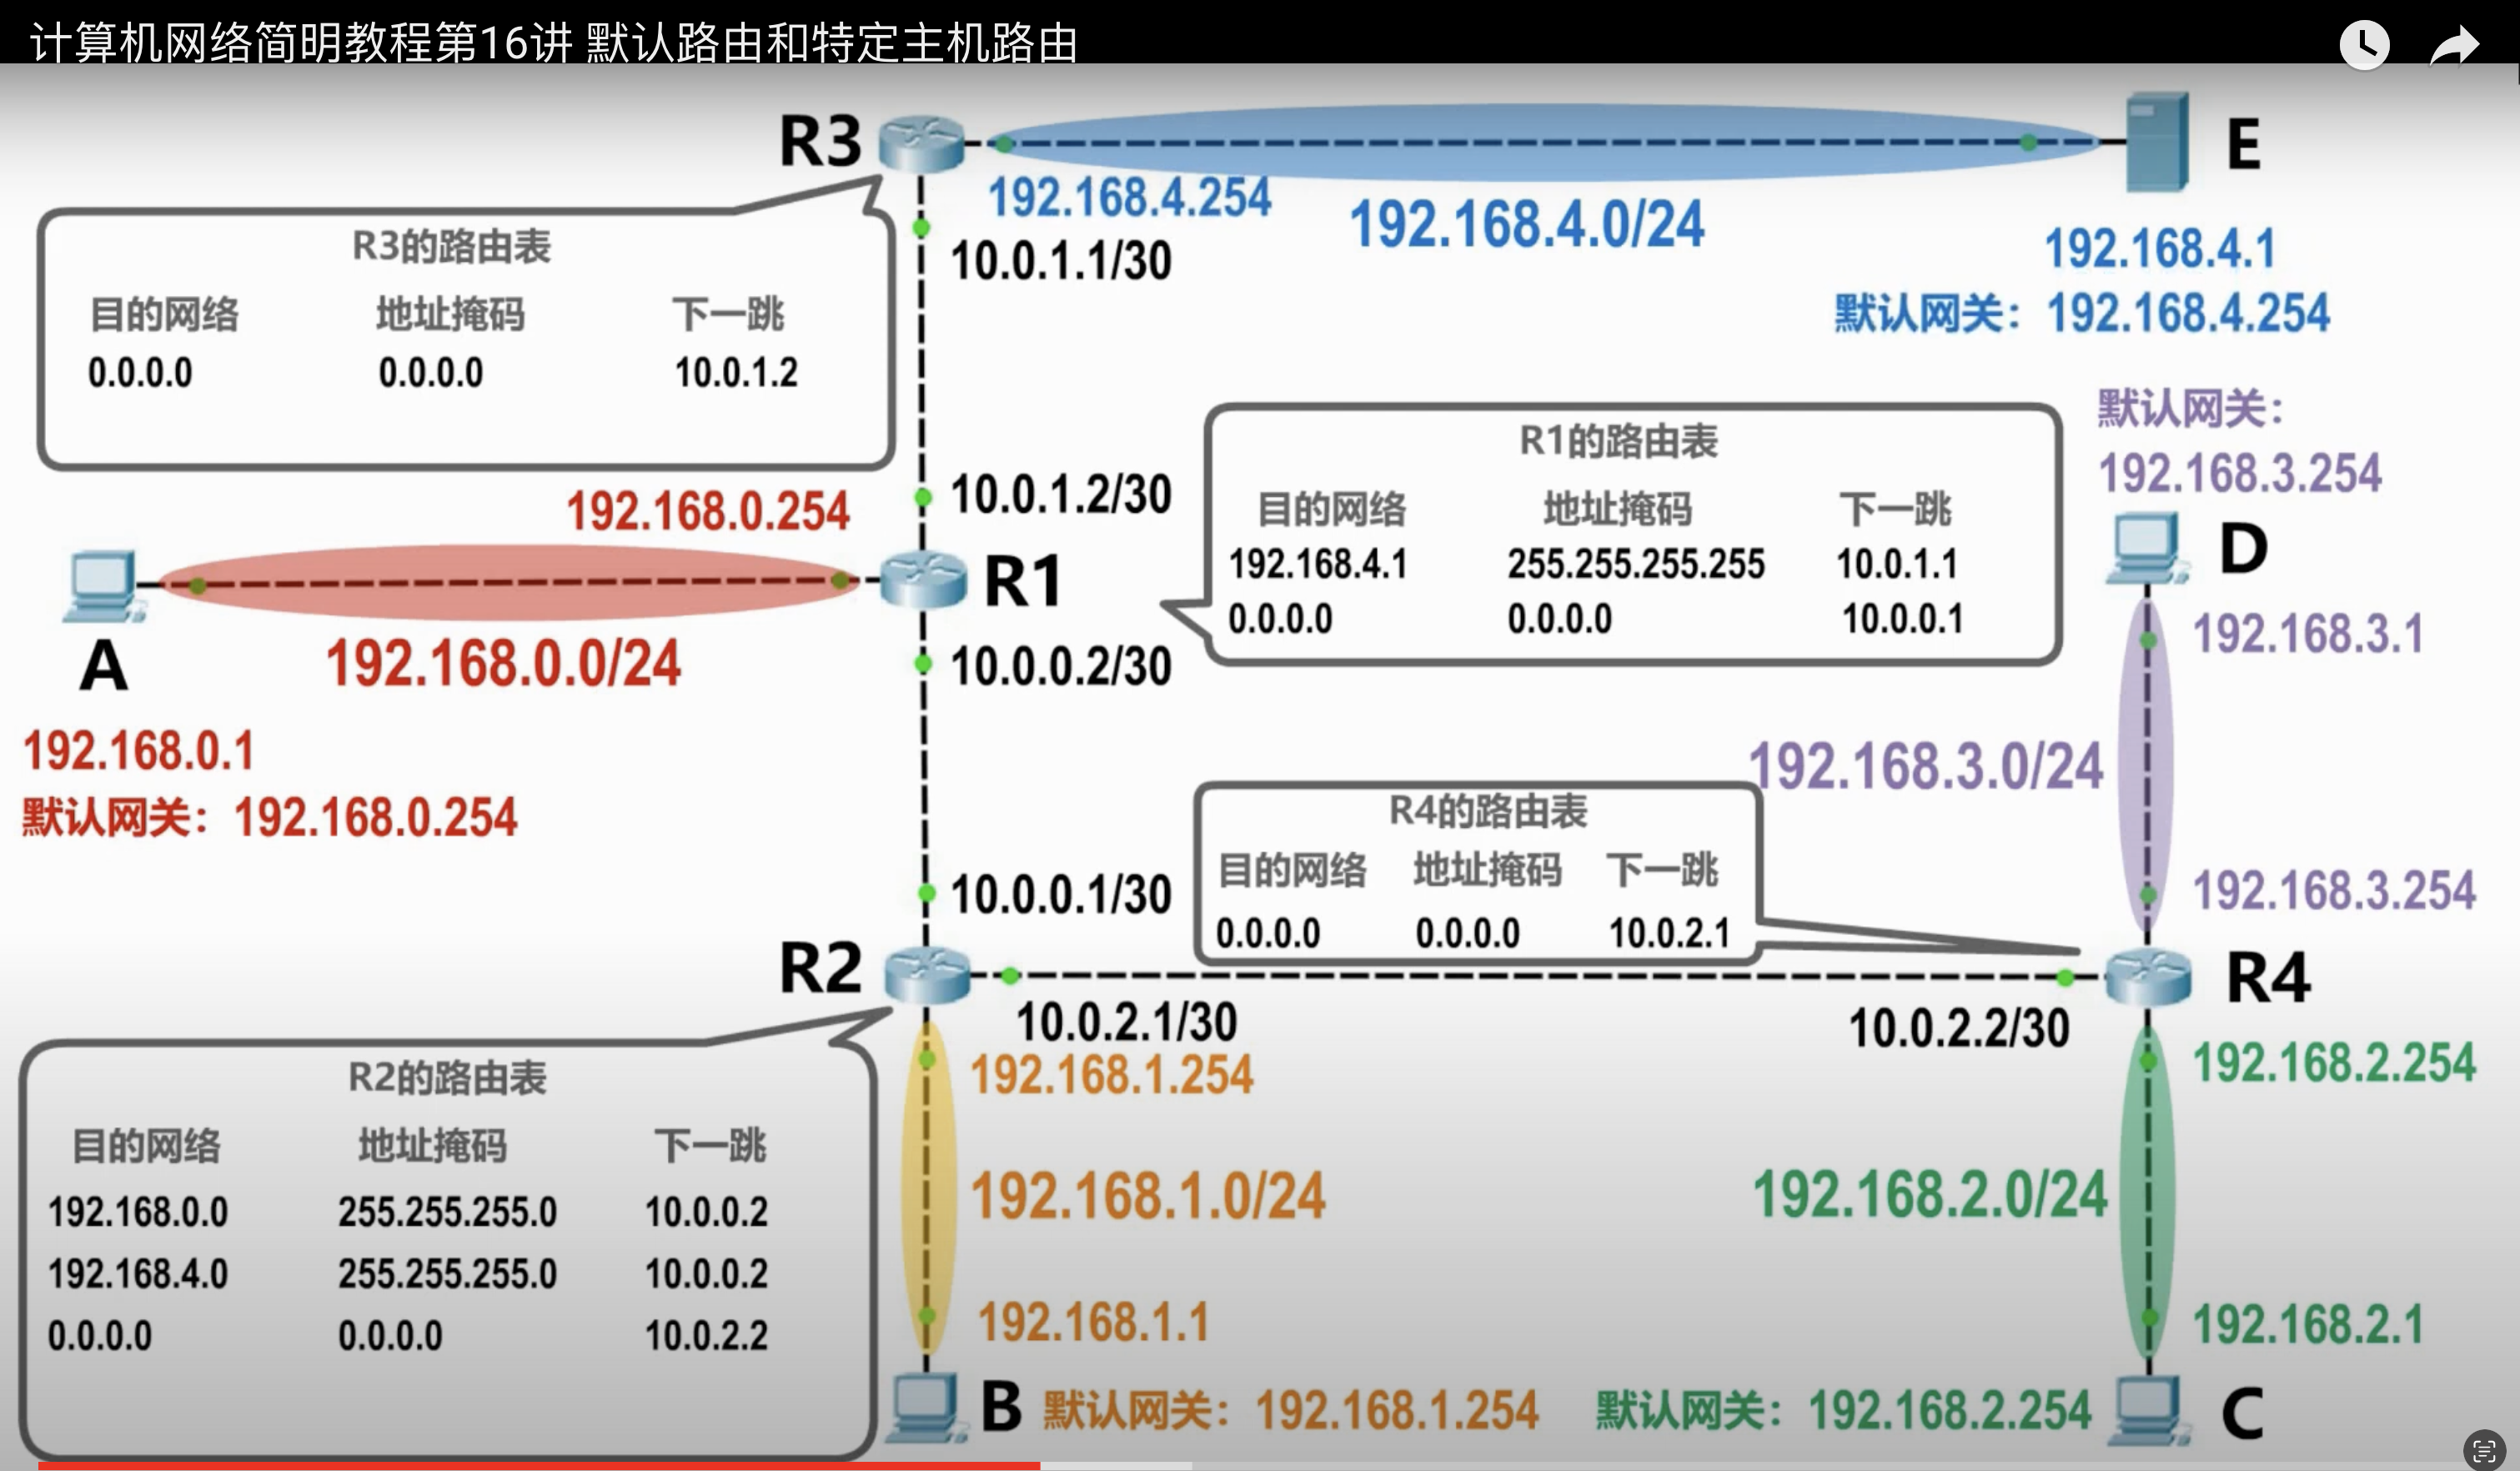 计算机网络简明教程第16讲 默认路由和特定主机路由
R3
E
192.168.4.254
192.168.4.0/24
10.0.1.1/30
192.168.4.1
默认网关：192.168.4.254
R3的路由表
目的网络 地址掩码 下一跳
0.0.0.0 0.0.0.0 10.0.1.2
默认网关：
192.168.3.254
D
192.168.3.1
R1的路由表
目的网络 地址掩码 下一跳
192.168.4.1 255.255.255.255 10.0.1.1
0.0.0.0 0.0.0.0 10.0.0.1
10.0.1.2/30
192.168.0.254
R1
192.168.0.0/24
10.0.0.2/30
A
192.168.0.1
默认网关：192.168.0.254
192.168.3.0/24
R4的路由表
目的网络 地址掩码 下一跳
0.0.0.0 0.0.0.0 10.0.2.1
192.168.3.254
10.0.0.1/30
R2
R4
10.0.2.1/30
10.0.2.2/30
192.168.1.254
192.168.2.254
R2的路由表
目的网络 地址掩码 下一跳
192.168.0.0 255.255.255.0 10.0.0.2
192.168.4.0 255.255.255.0 10.0.0.2
0.0.0.0 0.0.0.0 10.0.2.2
192.168.1.0/24
192.168.2.0/24
192.168.1.1
192.168.2.1
B
默认网关：192.168.1.254
默认网关：192.168.2.254
C